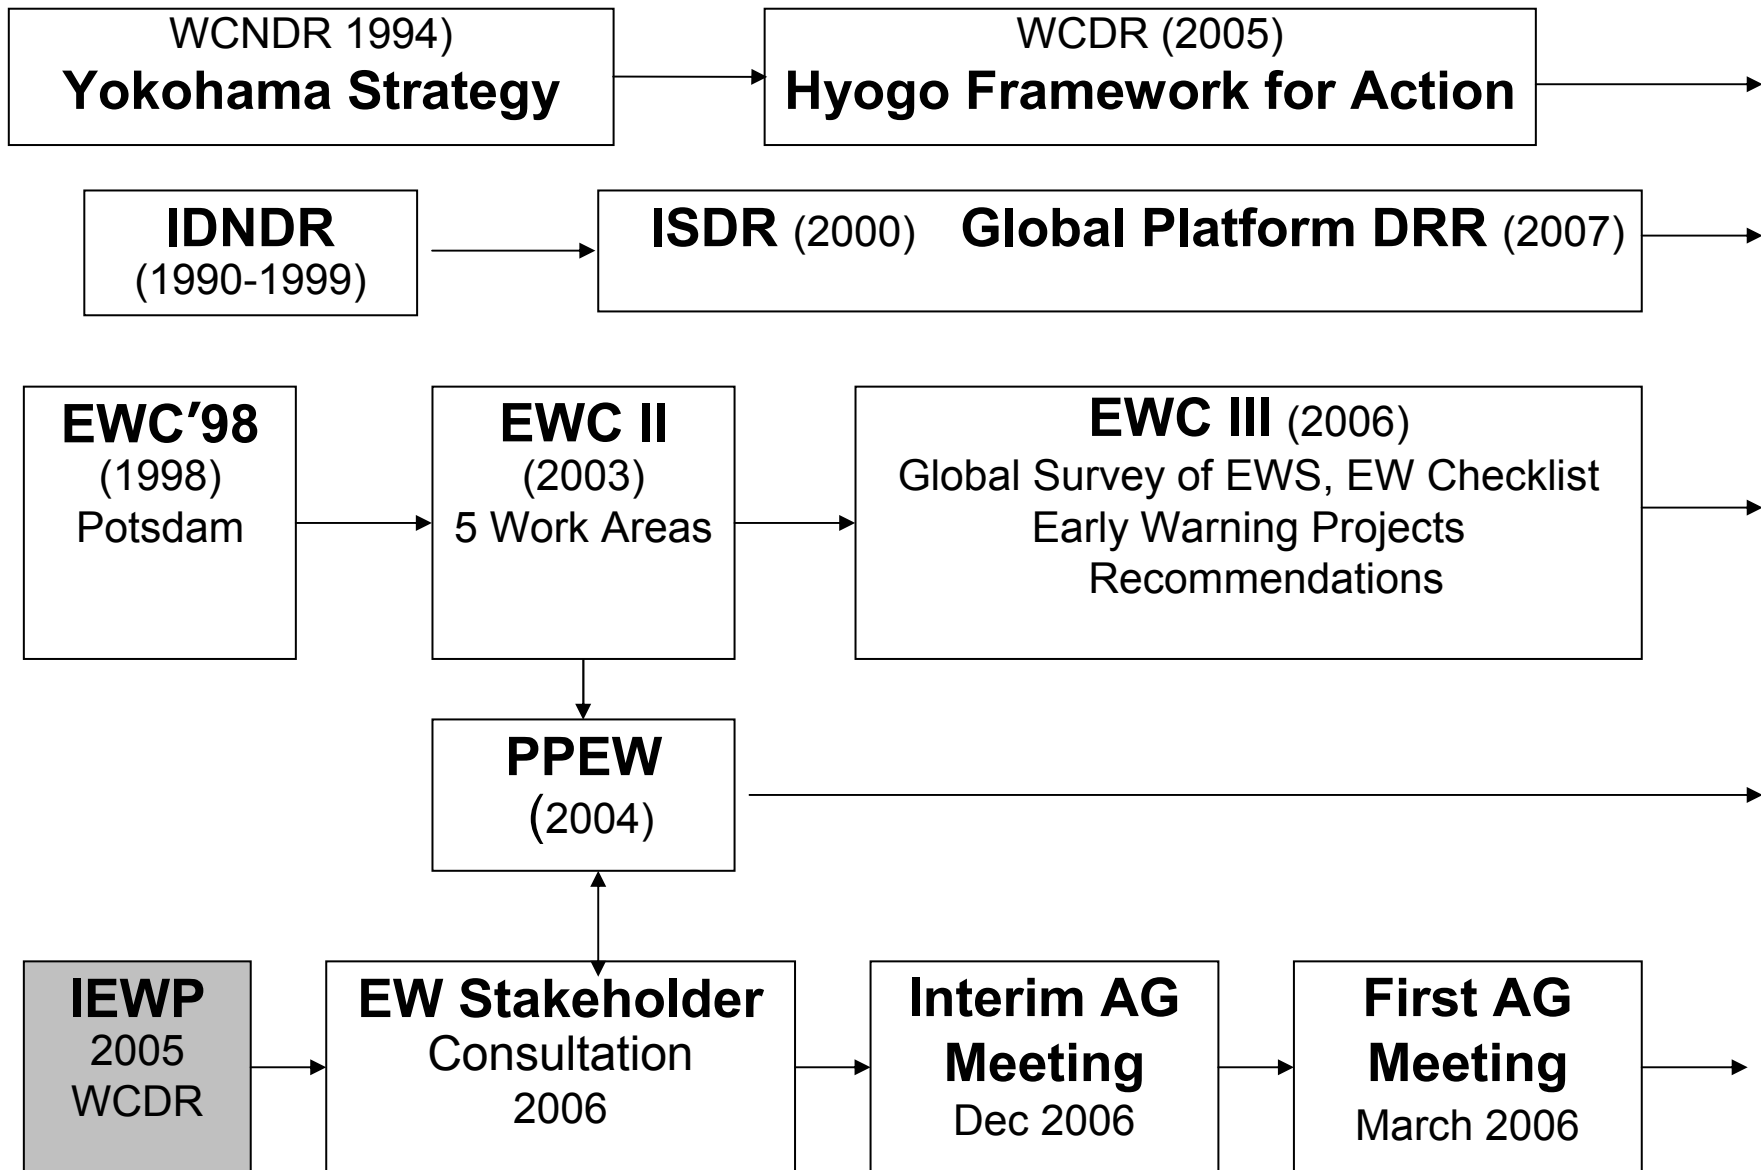 WCNDR 1994)
Yokohama Strategy
WCDR (2005)
Hyogo Framework for Action
IDNDR
(1990-1999)
ISDR (2000) Global Platform DRR (2007)
EWC'98
(1998)
Potsdam
EWC II
(2003)
5 Work Areas
EWC III (2006)
Global Survey of EWS, EW Checklist
Early Warning Projects
Recommendations
PPEW
(2004)
IEWP
2005
WCDR
EW Stakeholder
Consultation
2006
Interim AG
Meeting
Dec 2006
First AG
Meeting
March 2006